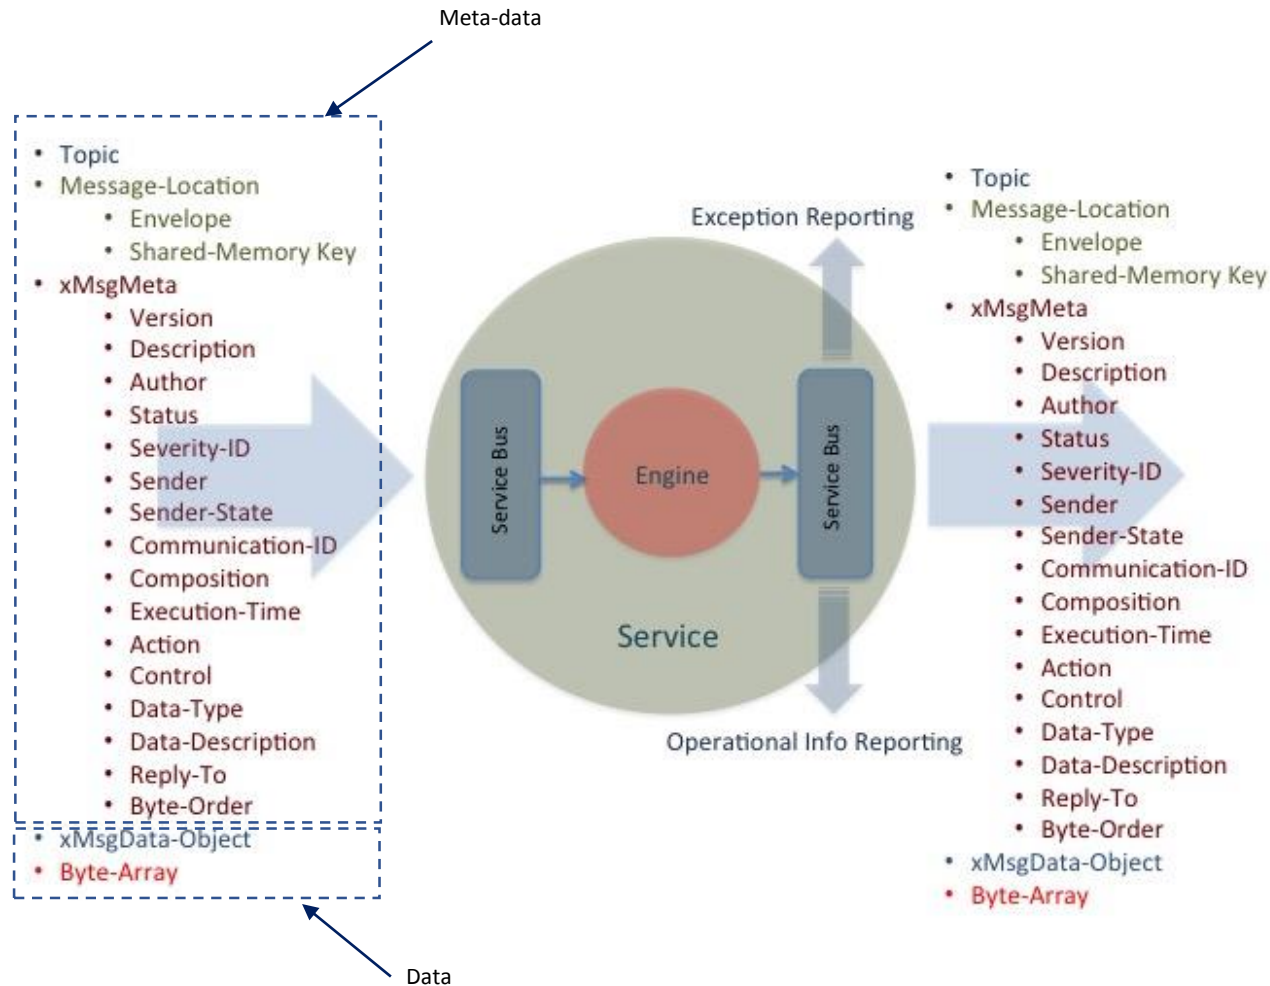 Meta-data
• Topic
• Message-Location
• Envelope
• Shared-Memory Key
• xMsgMeta
• Version
• Description
• Author
• Status
• Severity-ID
• Sender
• Sender-State
• Communication-ID
• Composition
• Execution-Time
• Action
• Control
• Data-Type
• Data-Description
• Reply-To
• Byte-Order
• xMsgData-Object
• Byte-Array
Data
Exception Reporting
Service Bus
Engine
Service Bus
Service
Operational Info Reporting
• Topic
• Message-Location
• Envelope
• Shared-Memory Key
• xMsgMeta
• Version
• Description
• Author
• Status
• Severity-ID
• Sender
• Sender-State
• Communication-ID
• Composition
• Execution-Time
• Action
• Control
• Data-Type
• Data-Description
• Reply-To
• Byte-Order
• xMsgData-Object
• Byte-Array